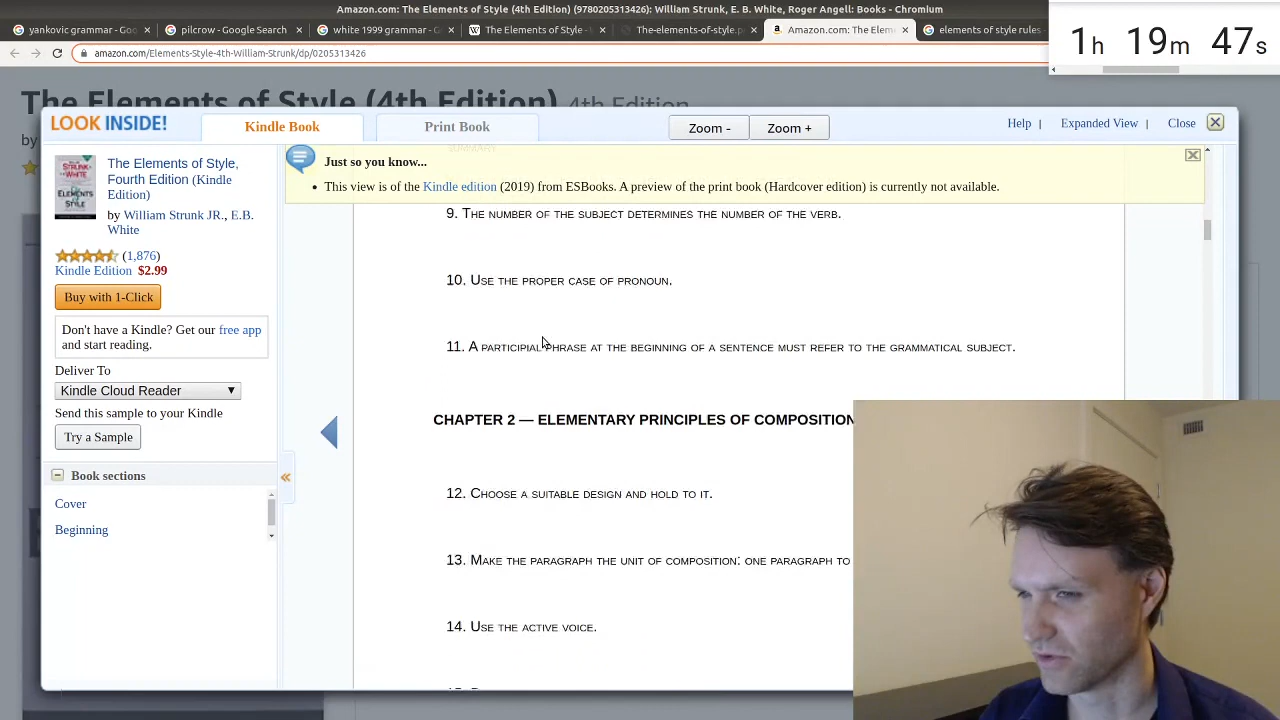 Amazon.com: The Elements of Style (4th Edition) (9780205313426): William Strunk, E. B. White, Roger Angell: Books - Chromium
yankovic grammar - Goo
pilcrow - Google Search
white 1999 grammar - G
The Elements of Style - W
The-elements-of-style.p
Amazon.com: The Elem
elements of style rules -
1h 19m 47s
amazon.com/Elements-Style-4th-William-Strunk/dp/0205313426
The Elements of Style (4th Edition) 4th Edition
by
LOOK INSIDE!
Kindle Book
Print Book
Zoom -
Zoom +
Help |
Expanded View |
Close
The Elements of Style,
Fourth Edition (Kindle
Edition)
by William Strunk JR., E.B.
White
(1,876)
Kindle Edition $2.99
Buy with 1-Click
Don't have a Kindle? Get our free app
and start reading.
Deliver To
Kindle Cloud Reader
Send this sample to your Kindle
Try a Sample
Book sections
Cover
Beginning
Just so you know...
• This view is of the Kindle edition (2019) from ESBooks. A preview of the print book (Hardcover edition) is currently not available.
9. The number of the subject determines the number of the verb.
10. Use the proper case of pronoun.
11. A participial phrase at the beginning of a sentence must refer to the grammatical subject.
CHAPTER 2 — ELEMENTARY PRINCIPLES OF COMPOSITION
12. Choose a suitable design and hold to it.
13. Make the paragraph the unit of composition: one paragraph to
14. Use the active voice.